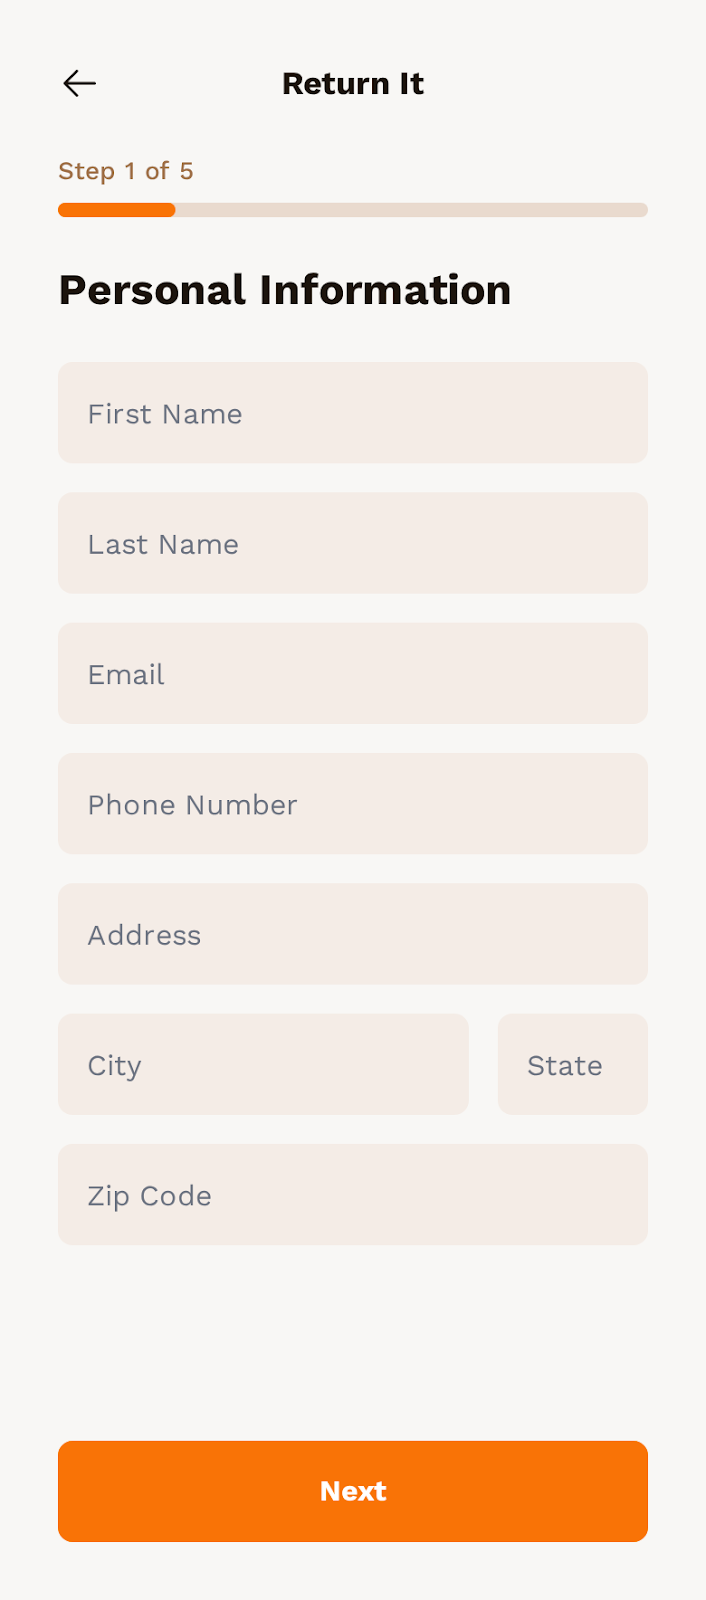 Return It
Step 1 of 5
Personal Information
First Name
Last Name
Email
Phone Number
Address
City State
Zip Code
Next